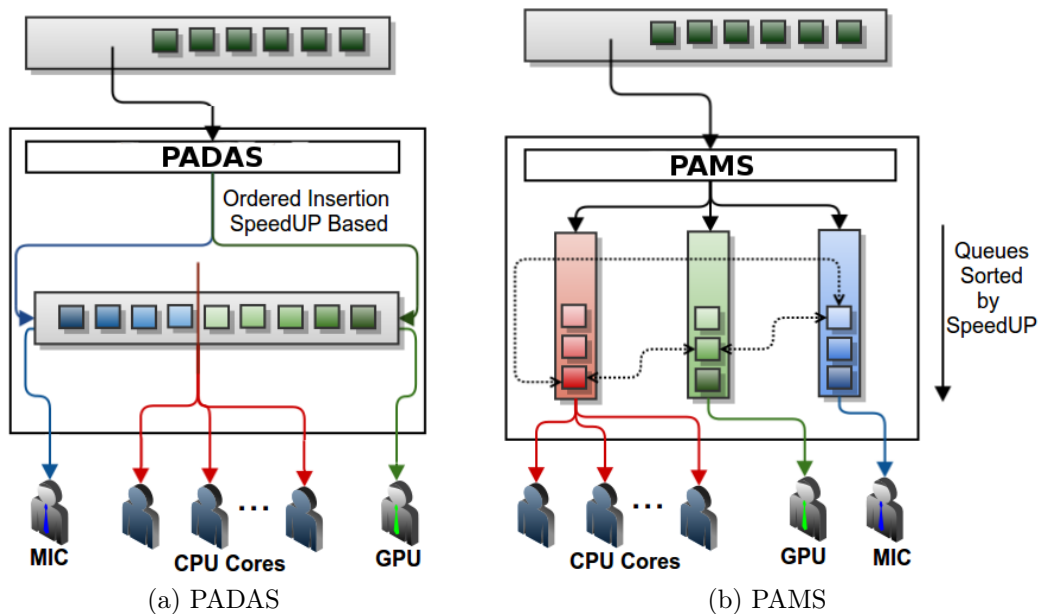 PADAS
Ordered Insertion
SpeedUP Based
MIC
CPU Cores
...
GPU
(a) PADAS
PAMS
Queues
Sorted
by
SpeedUP
CPU Cores
...
GPU
MIC
(b) PAMS